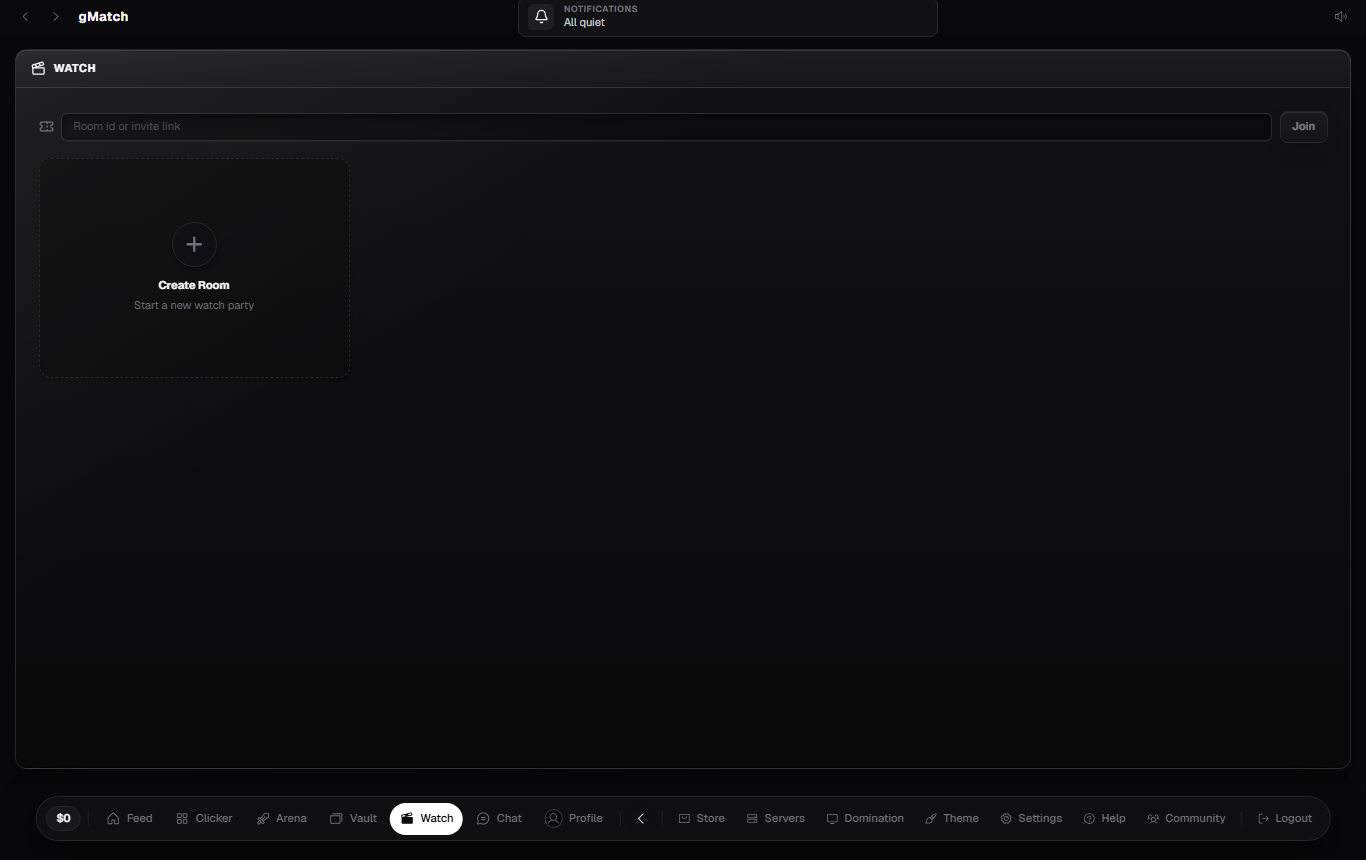 gMatch
NOTIFICATIONS
All quiet
WATCH
Room id or invite link
Join
Create Room
Start a new watch party
$0
Feed
Clicker
Arena
Vault
Watch
Chat
Profile
Store
Servers
Domination
Theme
Settings
Help
Community
Logout